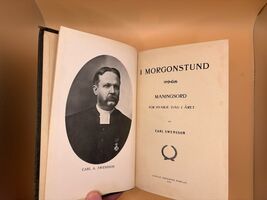 CARL A. SWENSSON
I MORGONSTUND
MANINGSORD
FÖR HVARJE DAG I ÅRET
AF
CARL SWENSSON